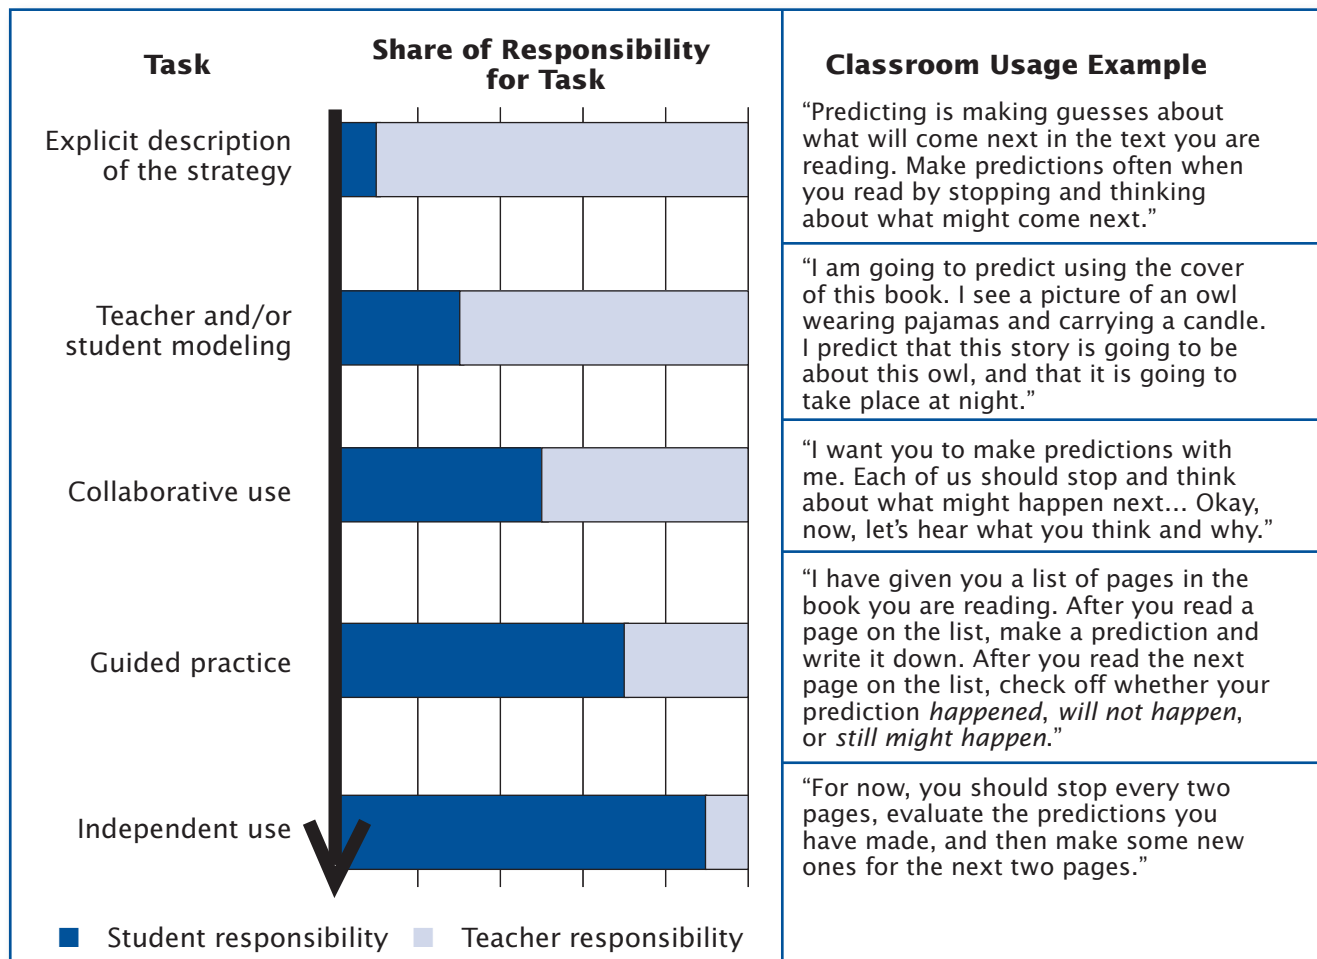 Task
Share of Responsibility
for Task
Classroom Usage Example
Explicit description
of the strategy
“Predicting is making guesses about
what will come next in the text you are
reading. Make predictions often when
you read by stopping and thinking
about what might come next.”
Teacher and/or
student modeling
“I am going to predict using the cover
of this book. I see a picture of an owl
wearing pajamas and carrying a candle.
I predict that this story is going to be
about this owl, and that it is going to
take place at night.”
Collaborative use
“I want you to make predictions with
me. Each of us should stop and think
about what might happen next... Okay,
now, let’s hear what you think and why.”
Guided practice
“I have given you a list of pages in the
book you are reading. After you read a
page on the list, make a prediction and
write it down. After you read the next
page on the list, check off whether your
prediction happened, will not happen,
or still might happen.”
Independent use
“For now, you should stop every two
pages, evaluate the predictions you
have made, and then make some new
ones for the next two pages.”
Student responsibility
Teacher responsibility